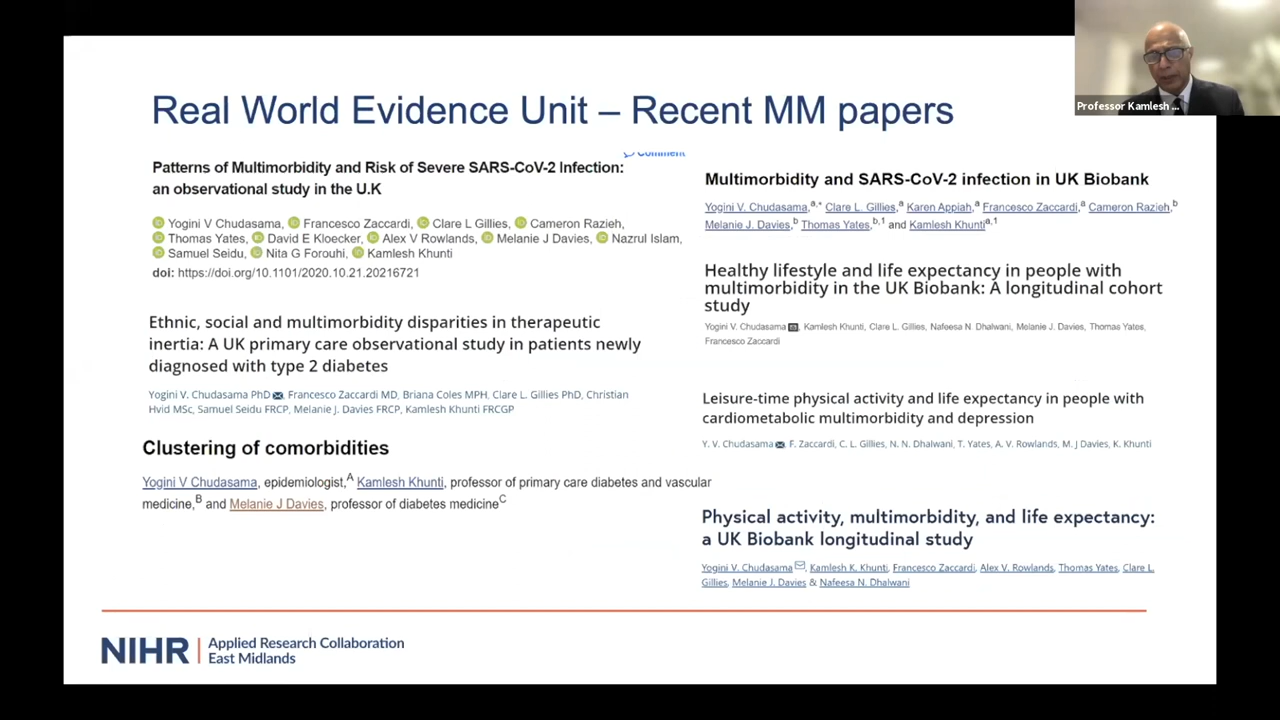 Real World Evidence Unit – Recent MM papers
Professor Kamlesh ...
Patterns of Multimorbidity and Risk of Severe SARS-CoV-2 Infection:
an observational study in the U.K
Yogini V Chudasama, Francesco Zaccardi, Clare L Gillies, Cameron Razieh,
Thomas Yates, David E Kloecker, Alex V Rowlands, Melanie J Davies, Nazrul Islam,
Samuel Seidu, Nita G Forouhi, Kamlesh Khunti
doi: https://doi.org/10.1101/2020.10.21.20216721
Ethnic, social and multimorbidity disparities in therapeutic
inertia: A UK primary care observational study in patients newly
diagnosed with type 2 diabetes
Yogini V. Chudasama PhD, Francesco Zaccardi MD, Briana Coles MPH, Clare L. Gillies PhD, Christian
Hvid MSc, Samuel Seidu FRCP, Melanie J. Davies FRCP, Kamlesh Khunti FRCGP
Clustering of comorbidities
Yogini V Chudasama, epidemiologist,A Kamlesh Khunti, professor of primary care diabetes and vascular
medicine,B and Melanie J Davies, professor of diabetes medicineC
Comment
Multimorbidity and SARS-CoV-2 infection in UK Biobank
Yogini V. Chudasama,a,* Clare L. Gillies,a Karen Appiah,a Francesco Zaccardi,a Cameron Razieh,b
Melanie J. Davies,b Thomas Yates,b,1 and Kamlesh Khuntia,1
Healthy lifestyle and life expectancy in people with
multimorbidity in the UK Biobank: A longitudinal cohort
study
Yogini V. Chudasama, Kamlesh Khunti, Clare L. Gillies, Nafeesa N. Dhalwani, Melanie J. Davies, Thomas Yates,
Francesco Zaccardi
Leisure-time physical activity and life expectancy in people with
cardiometabolic multimorbidity and depression
Y. V. Chudasama, F. Zaccardi, C. L. Gillies, N. N. Dhalwani, T. Yates, A. V. Rowlands, M. J Davies, K. Khunti
Physical activity, multimorbidity, and life expectancy:
a UK Biobank longitudinal study
Yogini V. Chudasama, Kamlesh K. Khunti, Francesco Zaccardi, Alex V. Rowlands, Thomas Yates, Clare L.
Gillies, Melanie J. Davies & Nafeesa N. Dhalwani
NIHR
Applied Research Collaboration
East Midlands